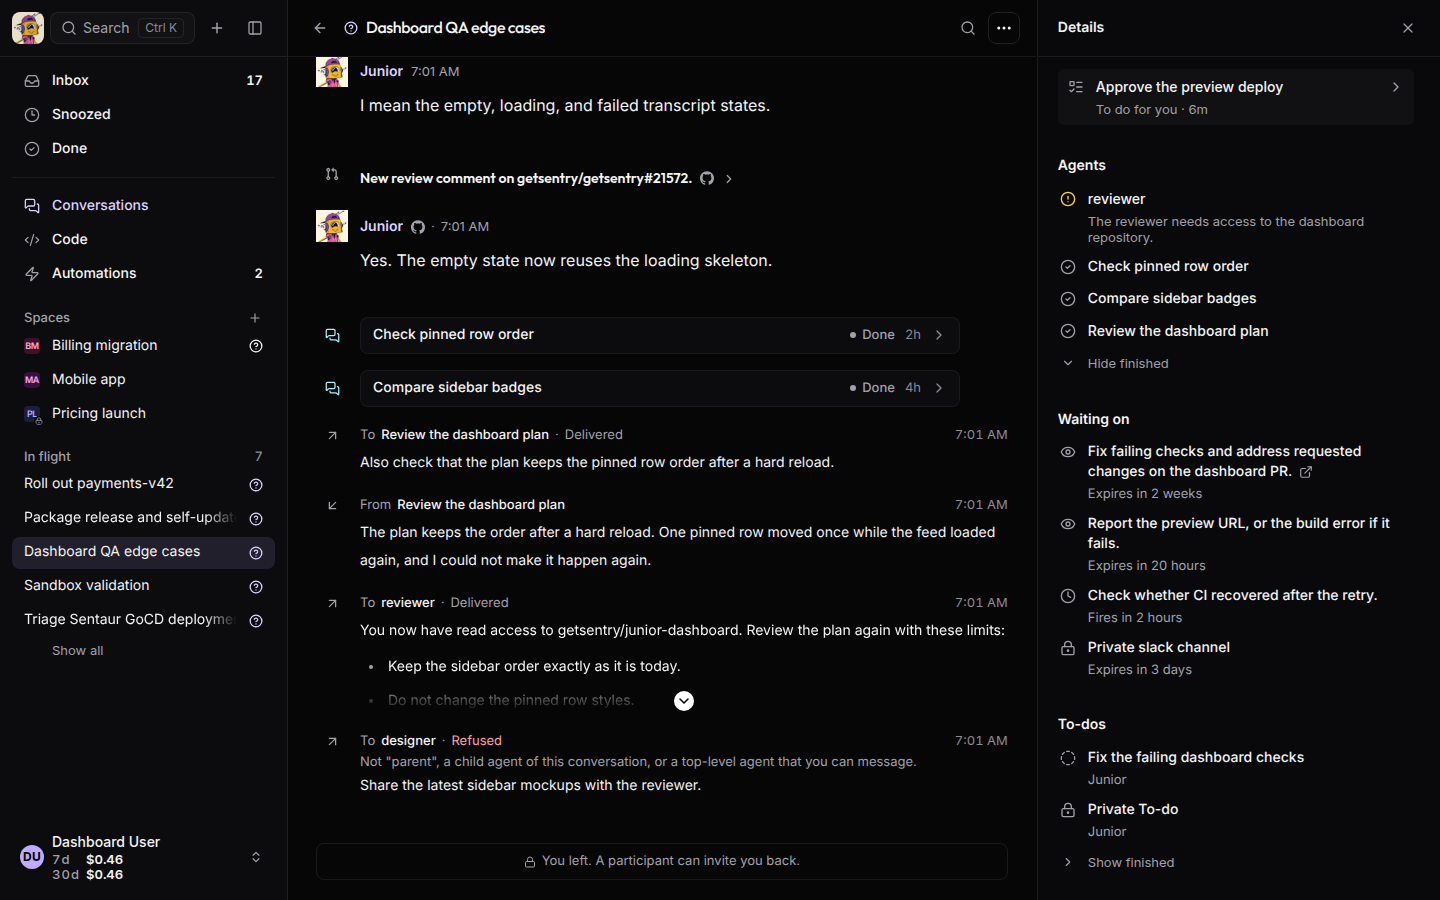 Search Ctrl K
Inbox 17
Snoozed
Done
Conversations
Code
Automations 2
Spaces
BM Billing migration
MA Mobile app
PL Pricing launch
In flight 7
Roll out payments-v42
Package release and self-updat
Dashboard QA edge cases
Sandbox validation
Triage Sentaur GoCD deployme
Show all
DU Dashboard User
7d $0.46
30d $0.46
Dashboard QA edge cases
Junior 7:01 AM
I mean the empty, loading, and failed transcript states.
New review comment on getsentry/getsentry#21572.
Junior · 7:01 AM
Yes. The empty state now reuses the loading skeleton.
Check pinned row order Done 2h
Compare sidebar badges Done 4h
To Review the dashboard plan · Delivered 7:01 AM
Also check that the plan keeps the pinned row order after a hard reload.
From Review the dashboard plan 7:01 AM
The plan keeps the order after a hard reload. One pinned row moved once while the feed loaded
again, and I could not make it happen again.
To reviewer · Delivered 7:01 AM
You now have read access to getsentry/junior-dashboard. Review the plan again with these limits:
• Keep the sidebar order exactly as it is today.
• Do not change the pinned row styles.
To designer · Refused 7:01 AM
Not "parent", a child agent of this conversation, or a top-level agent that you can message.
Share the latest sidebar mockups with the reviewer.
You left. A participant can invite you back.
Details
Approve the preview deploy
To do for you · 6m
Agents
reviewer
The reviewer needs access to the dashboard
repository.
Check pinned row order
Compare sidebar badges
Review the dashboard plan
Hide finished
Waiting on
Fix failing checks and address requested
changes on the dashboard PR.
Expires in 2 weeks
Report the preview URL, or the build error if it
fails.
Expires in 20 hours
Check whether CI recovered after the retry.
Fires in 2 hours
Private slack channel
Expires in 3 days
To-dos
Fix the failing dashboard checks
Junior
Private To-do
Junior
Show finished